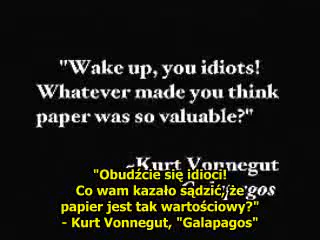 "Wake up, you idiots!
Whatever made you think
paper was so valuable?"
-Kurt Vonnegut
"Obudźcie się idioci!
Co wam kazało sądzić, że
papier jest tak wartościowy?"
- Kurt Vonnegut, "Galapagos"